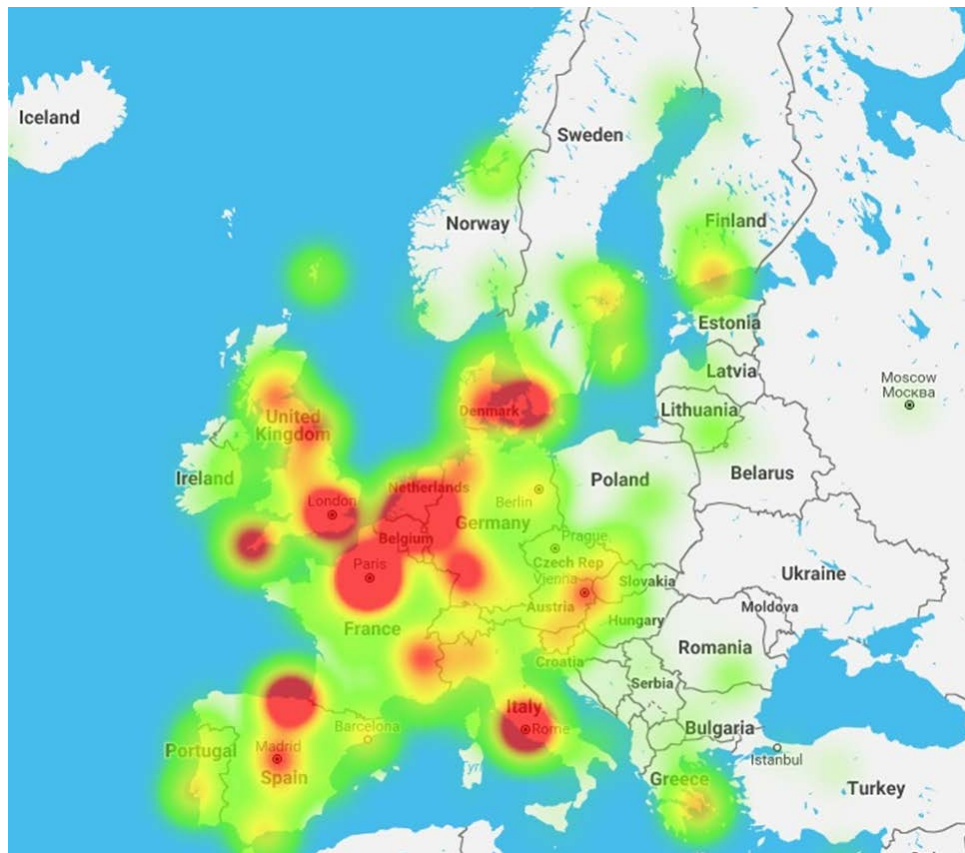 Iceland
Sweden
Norway
Finland
Estonia
Latvia
Moscow
Москва
Lithuania
Denmark
United
Kingdom
Ireland
Belarus
Poland
Netherlands
Berlin
London
Germany
Belgium
Prague
Paris
Czech Rep
Vienna
Slovakia
Ukraine
Austria
Moldova
Hungary
France
Romania
Croatia
Serbia
Italy
Barcelona
Rome
Bulgaria
Portugal
Madrid
Istanbul
Spain
Greece
Turkey